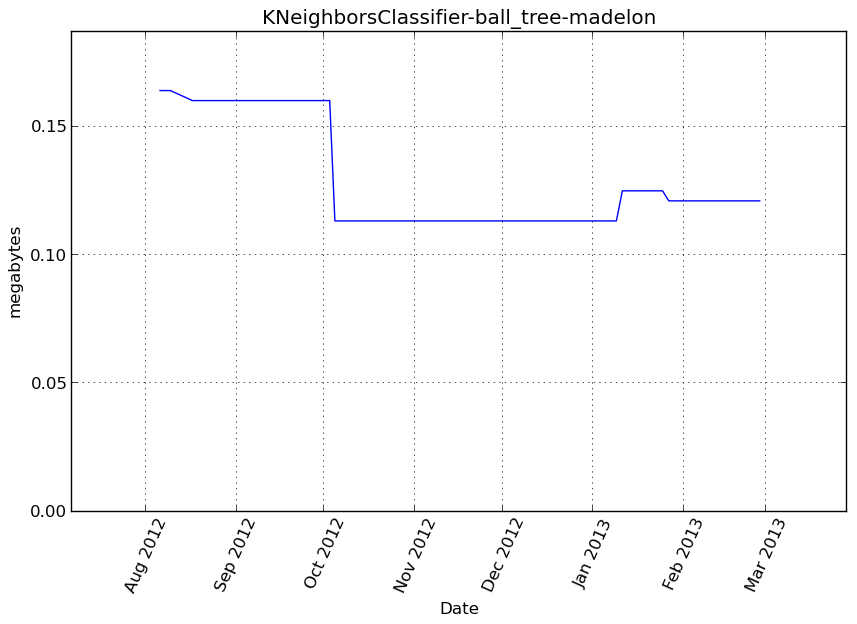 KNeighborsClassifier-ball_tree-madelon
megabytes
0.15
0.10
0.05
0.00
Aug 2012
Sep 2012
Oct 2012
Nov 2012
Dec 2012
Jan 2013
Feb 2013
Mar 2013
Date